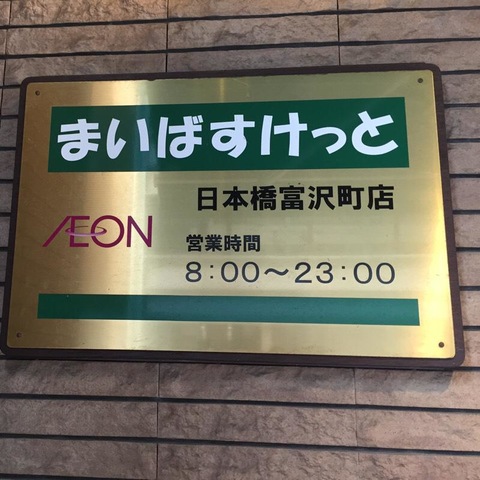 まいばすけっと
日本橋富沢町店
ÆON
営業時間
8:00～23:00